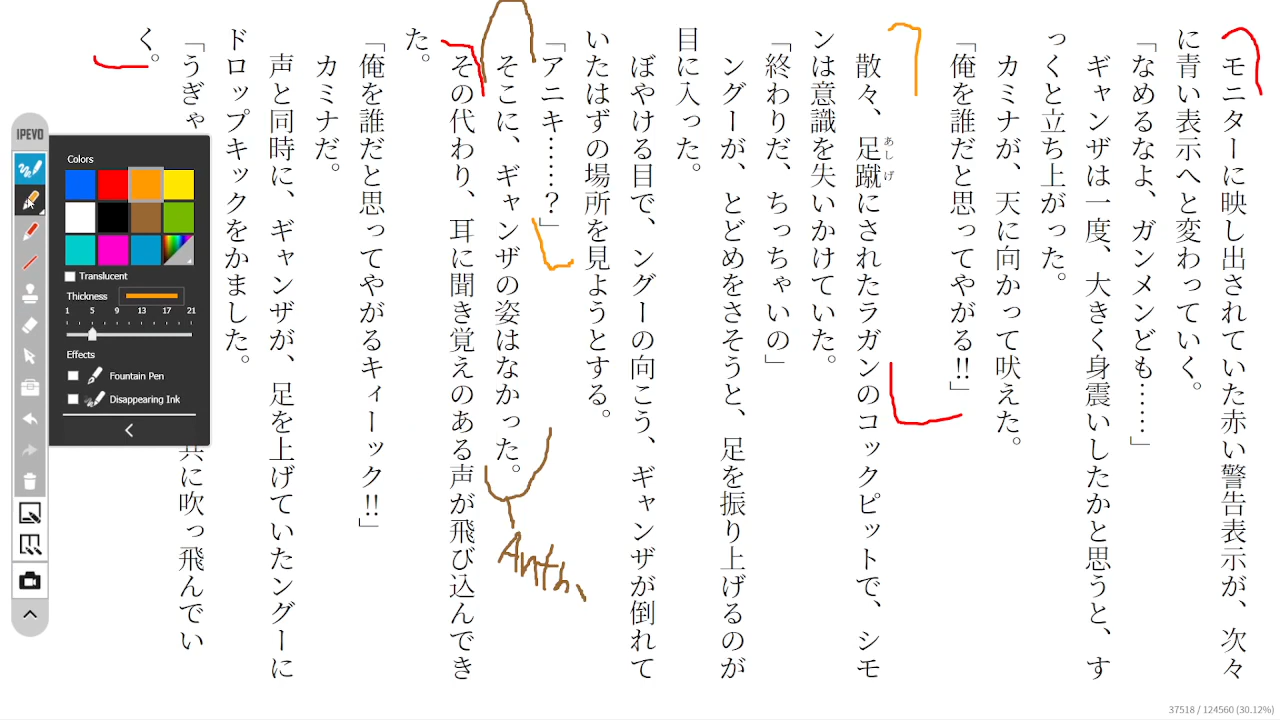 モニターに映し出されていた赤い警告表示が、次々
に青い表示へと変わっていく。
「なめるなよ、ガンメンども……」
ギャンザは一度、大きく身震いしたかと思うと、す
っくと立ち上がった。
カミナが、天に向かって吠えた。
「俺を誰だと思ってやがる!!」
散々、足蹴にされたラガンのコックピットで、シモ
あしげ
ンは意識を失いかけていた。
「終わりだ、ちっちゃいの」
ングーが、とどめをさそうと、足を振り上げるのが
目に入った。
ぼやける目で、ングーの向こう、ギャンザが倒れて
いたはずの場所を見ようとする。
「アニキ……？」
そこに、ギャンザの姿はなかった。
その代わり、耳に聞き覚えのある声が飛び込んでき
た。
「俺を誰だと思ってやがるキィーック!!」
カミナだ。
声と同時に、ギャンザが、足を上げていたングーに
ドロップキックをかました。
「うぎゃ
共に吹っ飛んでい
く。
Anth
IPEVO
Colors
Translucent
Thickness
1 5 9 13 17 21
Effects
Fountain Pen
Disappearing Ink
37518 / 124560 (30.12%)